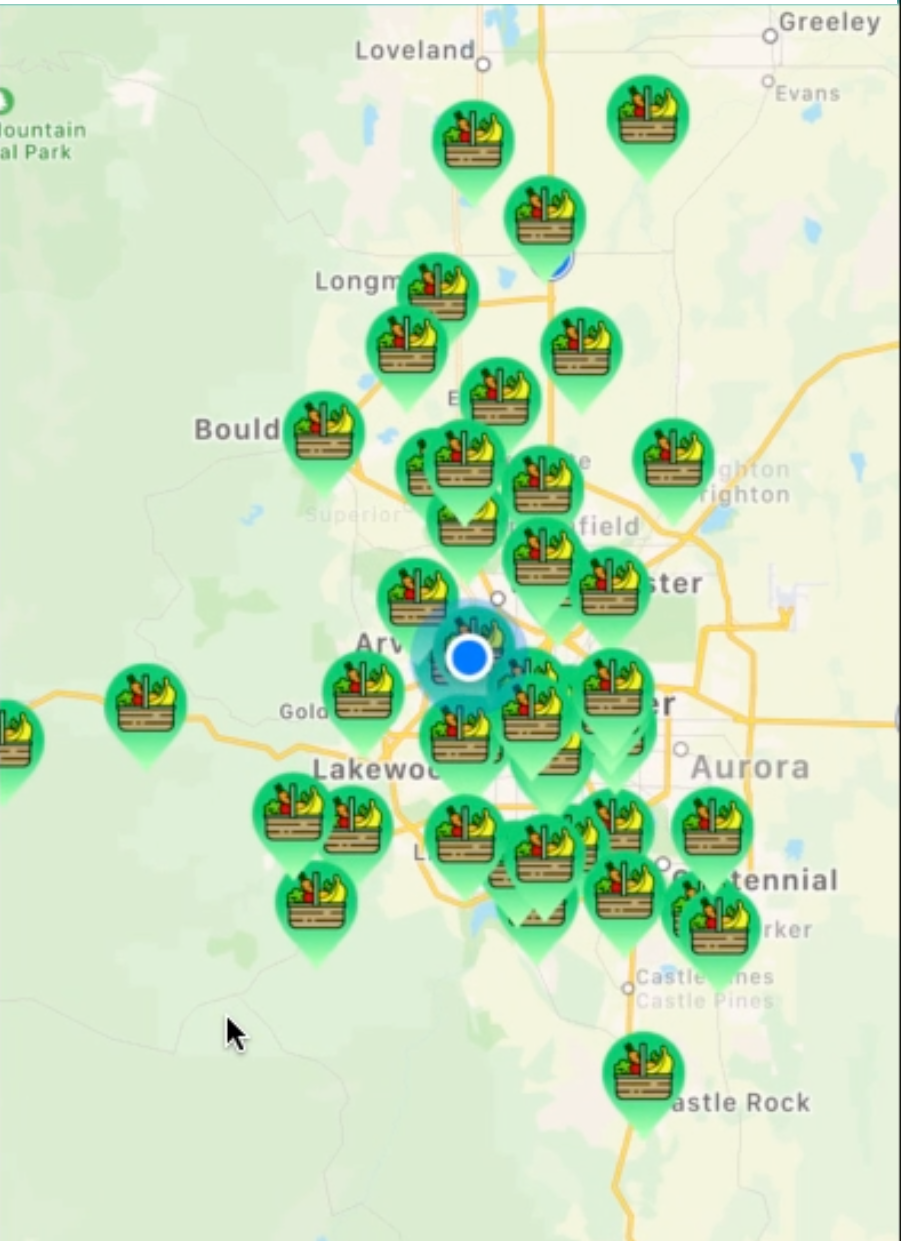 Greeley
Loveland
Evans
ountain
al Park
Longm
E
Bould
ghton
righton
Superior
field
ster
Arv
Gold
er
Lakewoo
Aurora
L
tennial
rker
Castle Pines
Castle Pines
astle Rock